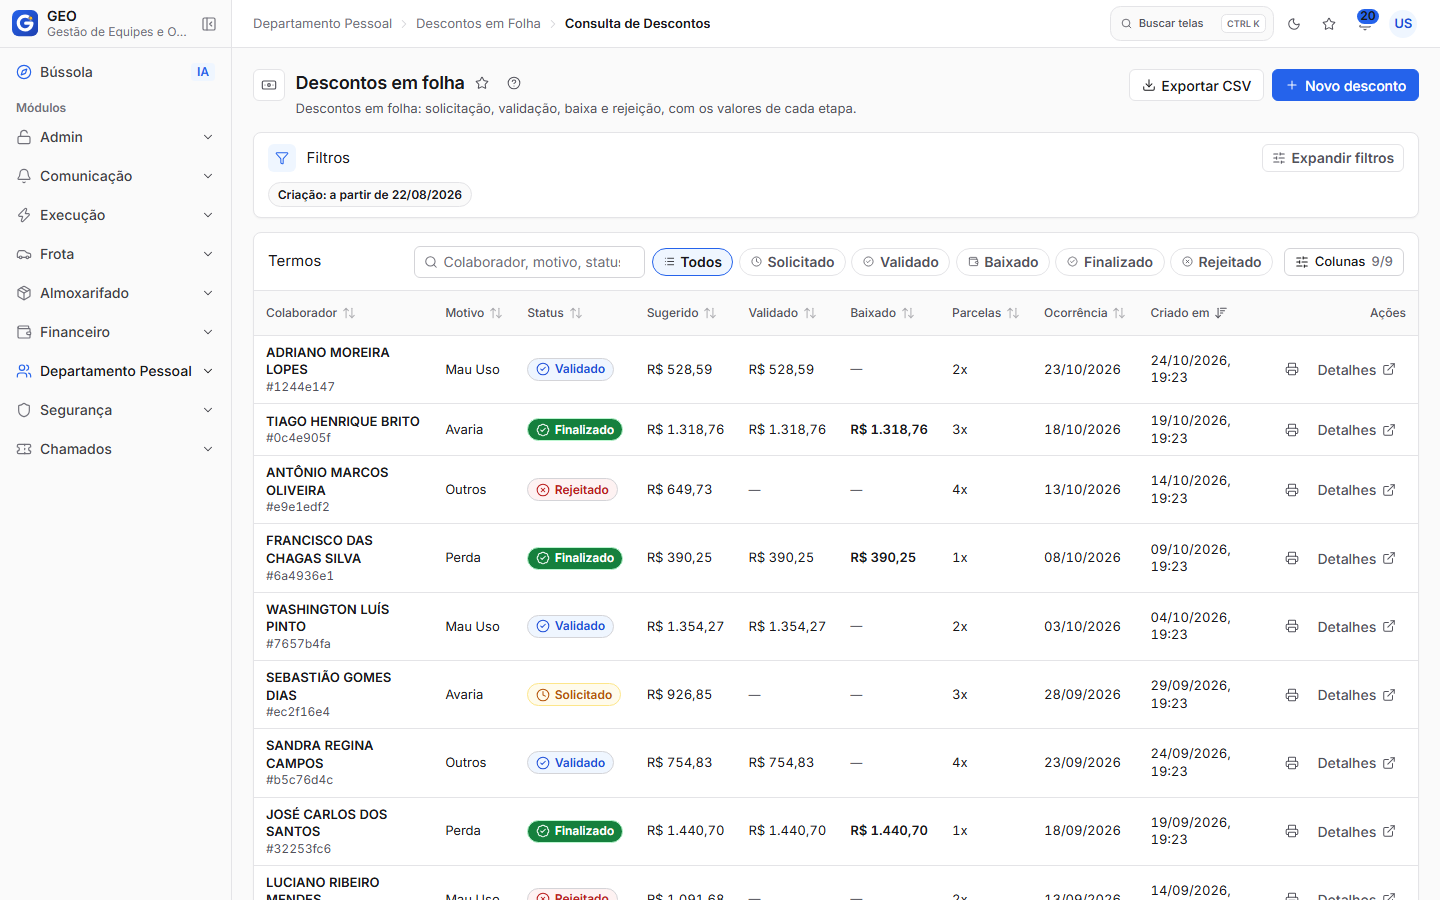 GEO
Gestão de Equipes e O...
Departamento Pessoal
Descontos em Folha
Consulta de Descontos
Buscar telas
CTRL K
20
US
Bússola
IA
Módulos
Admin
Comunicação
Execução
Frota
Almoxarifado
Financeiro
Departamento Pessoal
Segurança
Chamados
Descontos em folha
Descontos em folha: solicitação, validação, baixa e rejeição, com os valores de cada etapa.
Exportar CSV
Novo desconto
Filtros
Expandir filtros
Criação: a partir de 22/08/2026
Termos
Colaborador, motivo, statu
Todos
Solicitado
Validado
Baixado
Finalizado
Rejeitado
Colunas 9/9
Colaborador Motivo Status Sugerido Validado Baixado Parcelas Ocorrência Criado em Ações
ADRIANO MOREIRA LOPES
#1244e147
Mau Uso Validado R$ 528,59 R$ 528,59 — 2x 23/10/2026 24/10/2026, 19:23 Detalhes
TIAGO HENRIQUE BRITO
#0c4e905f
Avaria Finalizado R$ 1.318,76 R$ 1.318,76 R$ 1.318,76 3x 18/10/2026 19/10/2026, 19:23 Detalhes
ANTÔNIO MARCOS OLIVEIRA
#e9e1edf2
Outros Rejeitado R$ 649,73 — — 4x 13/10/2026 14/10/2026, 19:23 Detalhes
FRANCISCO DAS CHAGAS SILVA
#6a4936e1
Perda Finalizado R$ 390,25 R$ 390,25 R$ 390,25 1x 08/10/2026 09/10/2026, 19:23 Detalhes
WASHINGTON LUÍS PINTO
#7657b4fa
Mau Uso Validado R$ 1.354,27 R$ 1.354,27 — 2x 03/10/2026 04/10/2026, 19:23 Detalhes
SEBASTIÃO GOMES DIAS
#ec2f16e4
Avaria Solicitado R$ 926,85 — — 3x 28/09/2026 29/09/2026, 19:23 Detalhes
SANDRA REGINA CAMPOS
#b5c76d4c
Outros Validado R$ 754,83 R$ 754,83 — 4x 23/09/2026 24/09/2026, 19:23 Detalhes
JOSÉ CARLOS DOS SANTOS
#32253fc6
Perda Finalizado R$ 1.440,70 R$ 1.440,70 R$ 1.440,70 1x 18/09/2026 19/09/2026, 19:23 Detalhes
LUCIANO RIBEIRO MENDES
Mau Uso Rejeitado R$ 1.091,68 — — 2x 13/09/2026 14/09/2026, Detalhes